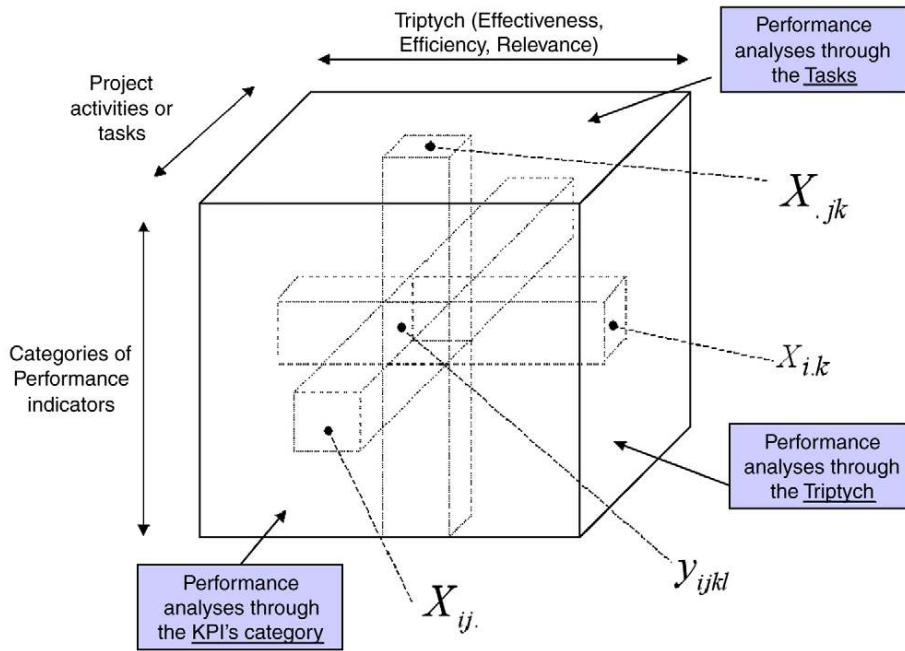 Triptych (Effectiveness,
Efficiency, Relevance)
Performance
analyses through
the Tasks
Project
activities or
tasks
X.jk
Categories of
Performance
indicators
Xi.k
Performance
analyses through
the Triptych
yijkl
Xij.
Performance
analyses through
the KPI's category